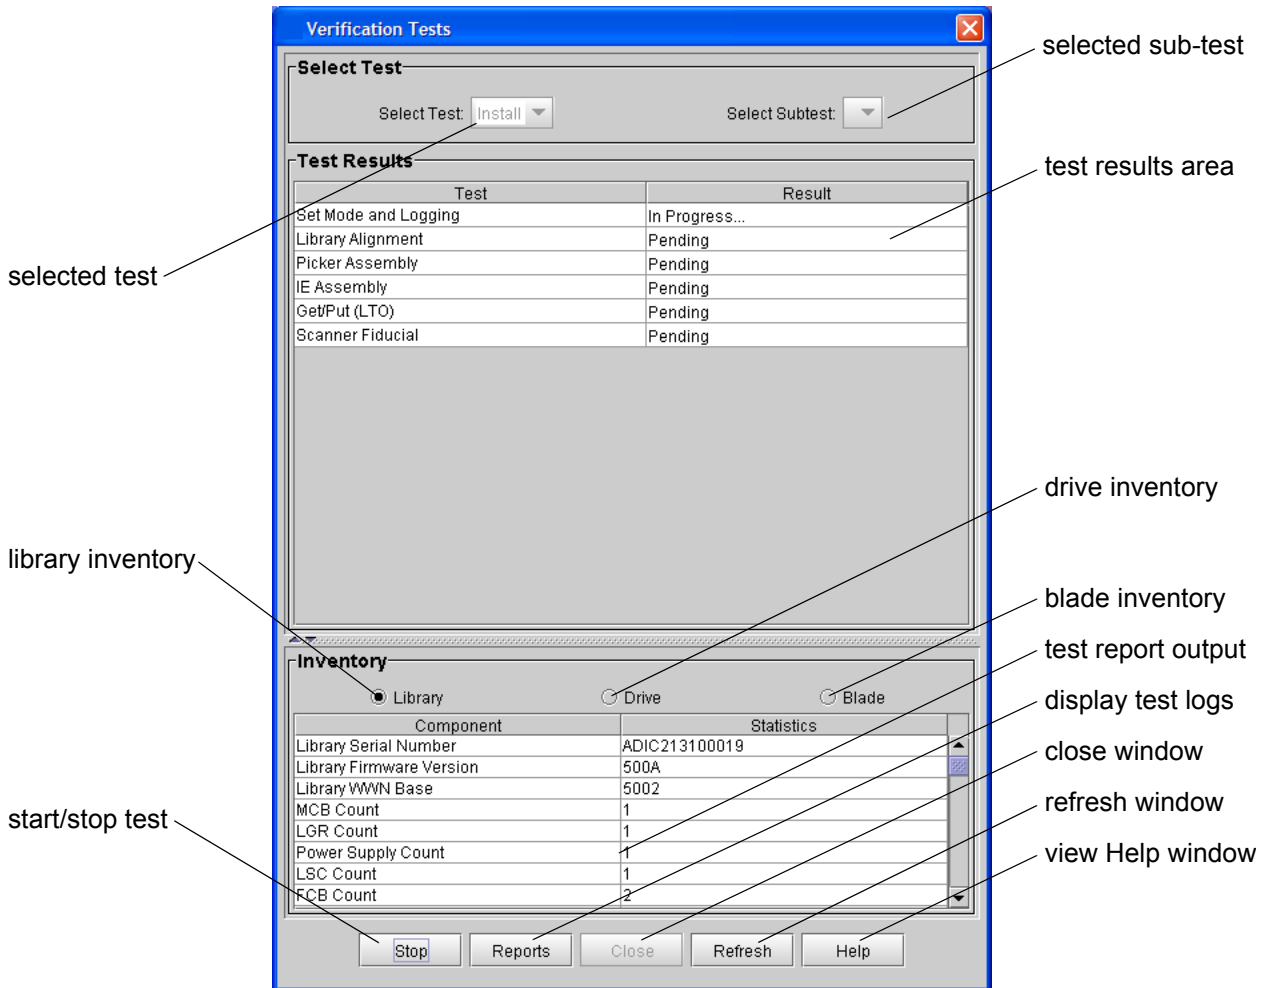 Verification Tests
selected sub-test
Select Test
Select Test: Install
Select Subtest:
test results area
Test Results
Test Result
Set Mode and Logging In Progress...
Library Alignment Pending
Picker Assembly Pending
selected test
IE Assembly Pending
Get/Put (LTO) Pending
Scanner Fiducial Pending
drive inventory
library inventory
blade inventory
test report output
Inventory
Library Drive Blade
display test logs
Component Statistics
Library Serial Number ADIC213100019
close window
Library Firmware Version 500A
Library WWN Base 5002
refresh window
MCB Count 1
start/stop test
LGR Count 1
Power Supply Count 1
view Help window
LSC Count 1
FCB Count 2
Stop Reports Close Refresh Help